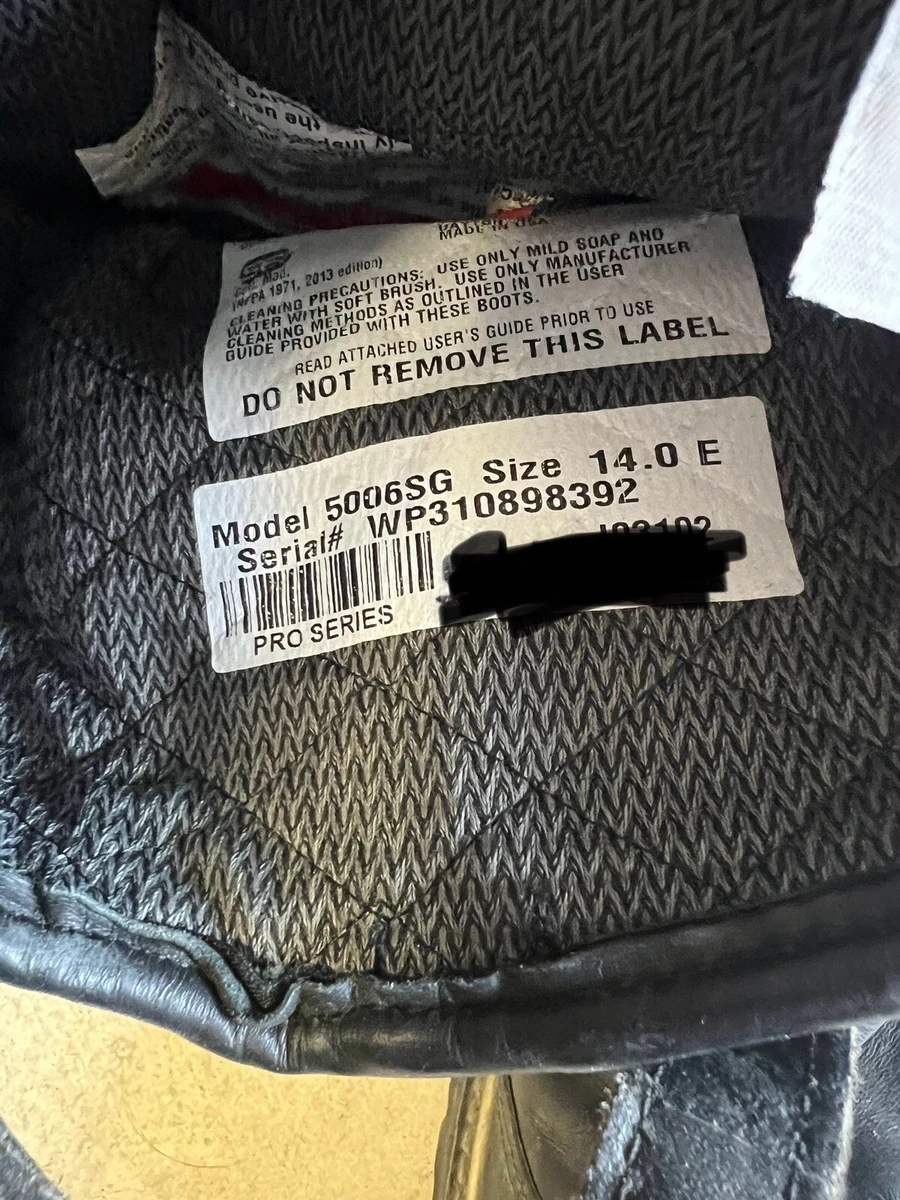 MADE IN USA
2013 edition)
CLEANING PRECAUTIONS: USE ONLY MILD SOAP AND
WATER WITH SOFT BRUSH. USE ONLY MANUFACTURER
CLEANING METHODS AS OUTLINED IN THE USER
GUIDE PROVIDED WITH THESE BOOTS.
READ ATTACHED USER'S GUIDE PRIOR TO USE
DO NOT REMOVE THIS LABEL
Model 5006SG Size 14.0 E
Serial# WP310898392
PRO SERIES